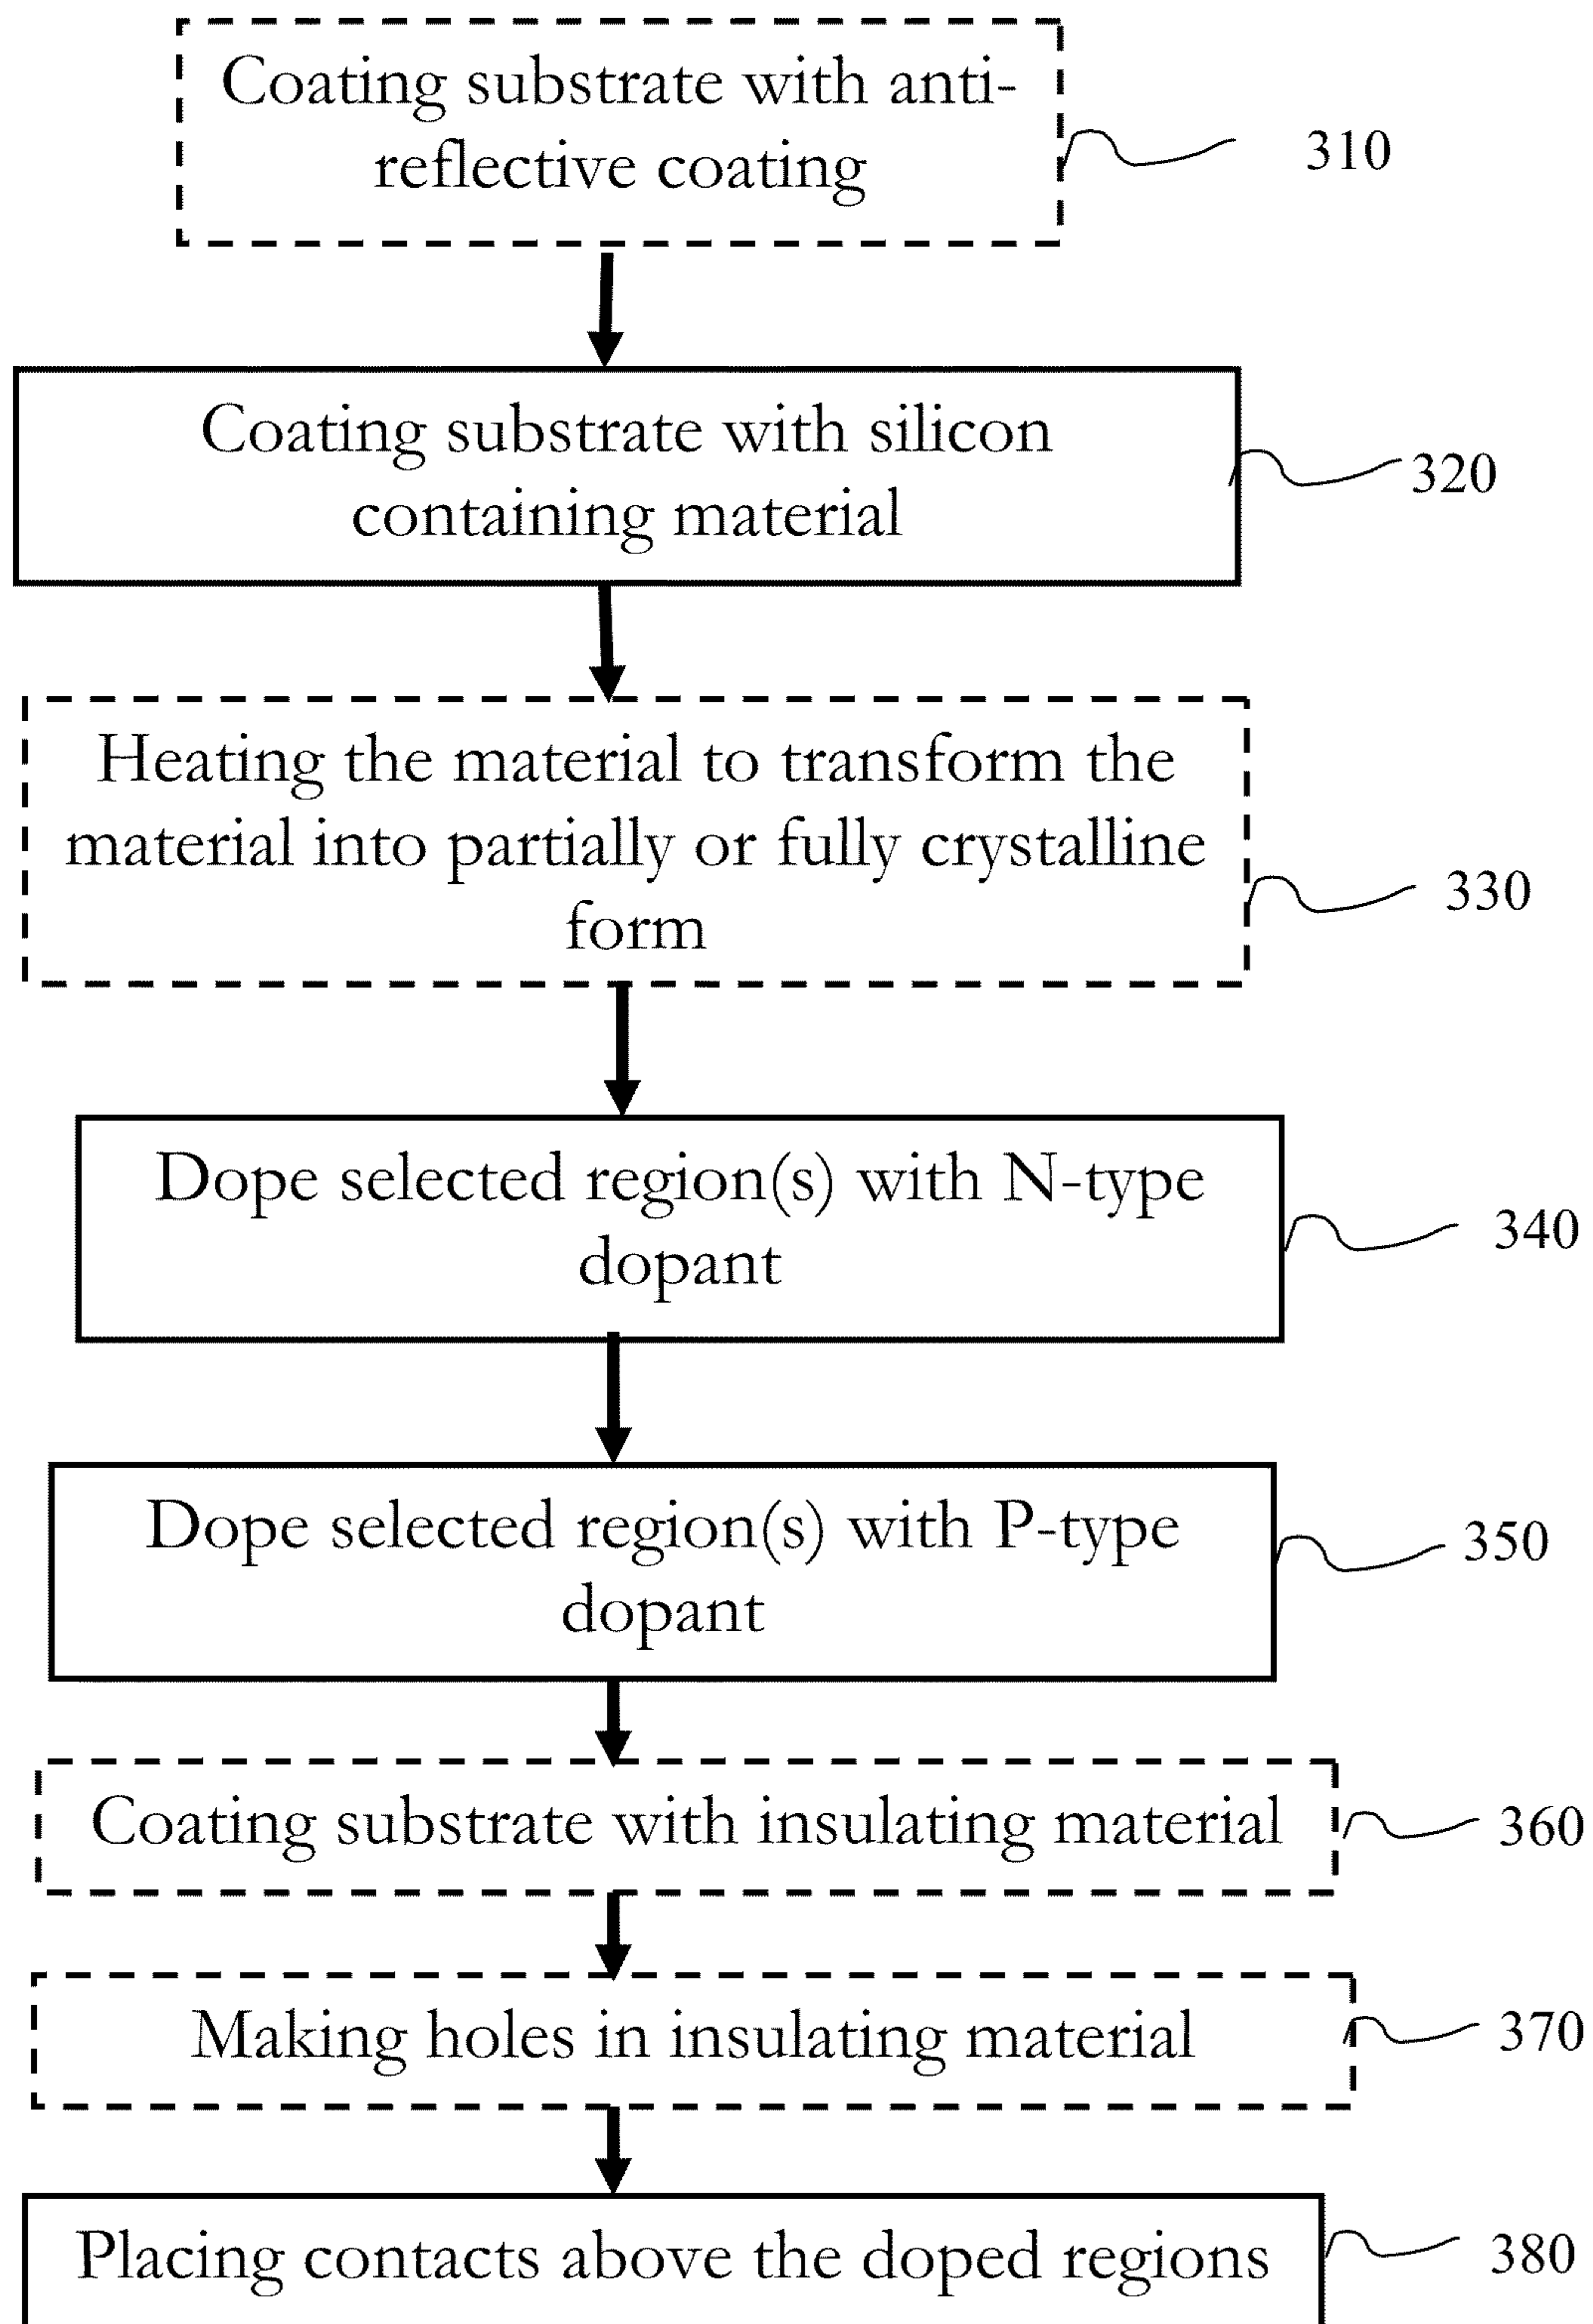 Coating substrate with anti-
reflective coating
310
Coating substrate with silicon
containing material
320
Heating the material to transform the
material into partially or fully crystalline
form
330
Dope selected region(s) with N-type
dopant
340
Dope selected region(s) with P-type
dopant
350
Coating substrate with insulating material
360
Making holes in insulating material
370
Placing contacts above the doped regions
380